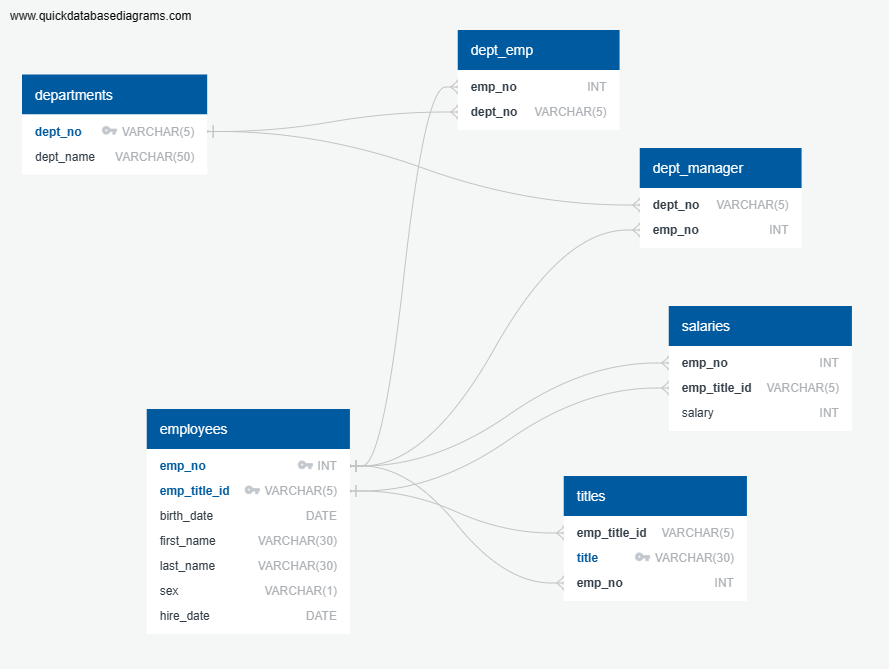 www.quickdatabasediagrams.com
departments
dept_no VARCHAR(5)
dept_name VARCHAR(50)
dept_emp
emp_no INT
dept_no VARCHAR(5)
dept_manager
dept_no VARCHAR(5)
emp_no INT
salaries
emp_no INT
emp_title_id VARCHAR(5)
salary INT
employees
emp_no INT
emp_title_id VARCHAR(5)
birth_date DATE
first_name VARCHAR(30)
last_name VARCHAR(30)
sex VARCHAR(1)
hire_date DATE
titles
emp_title_id VARCHAR(5)
title VARCHAR(30)
emp_no INT